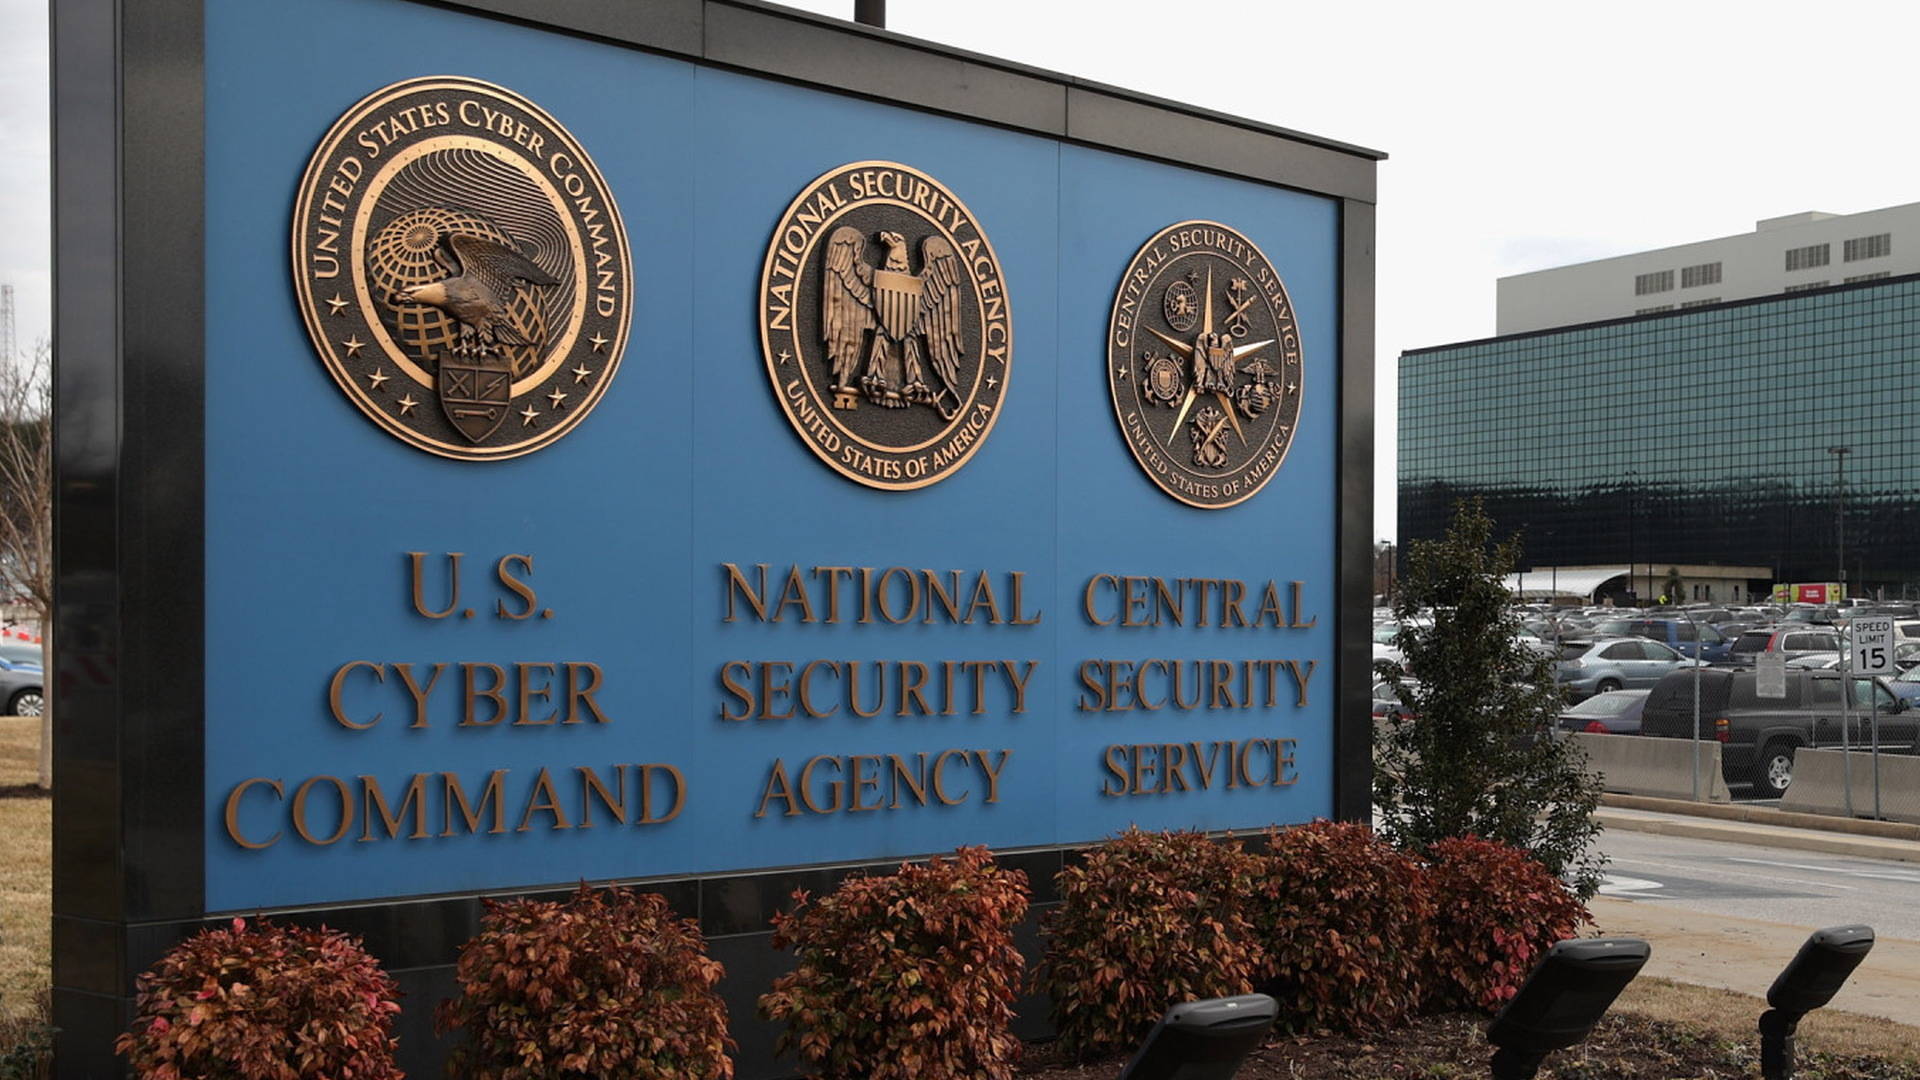 UNITED STATES CYBER COMMAND
NATIONAL SECURITY AGENCY
UNITED STATES OF AMERICA
CENTRAL SECURITY SERVICE
UNITED STATES OF AMERICA
U.S.
CYBER
COMMAND
NATIONAL
SECURITY
AGENCY
CENTRAL
SECURITY
SERVICE
SPEED
LIMIT
15